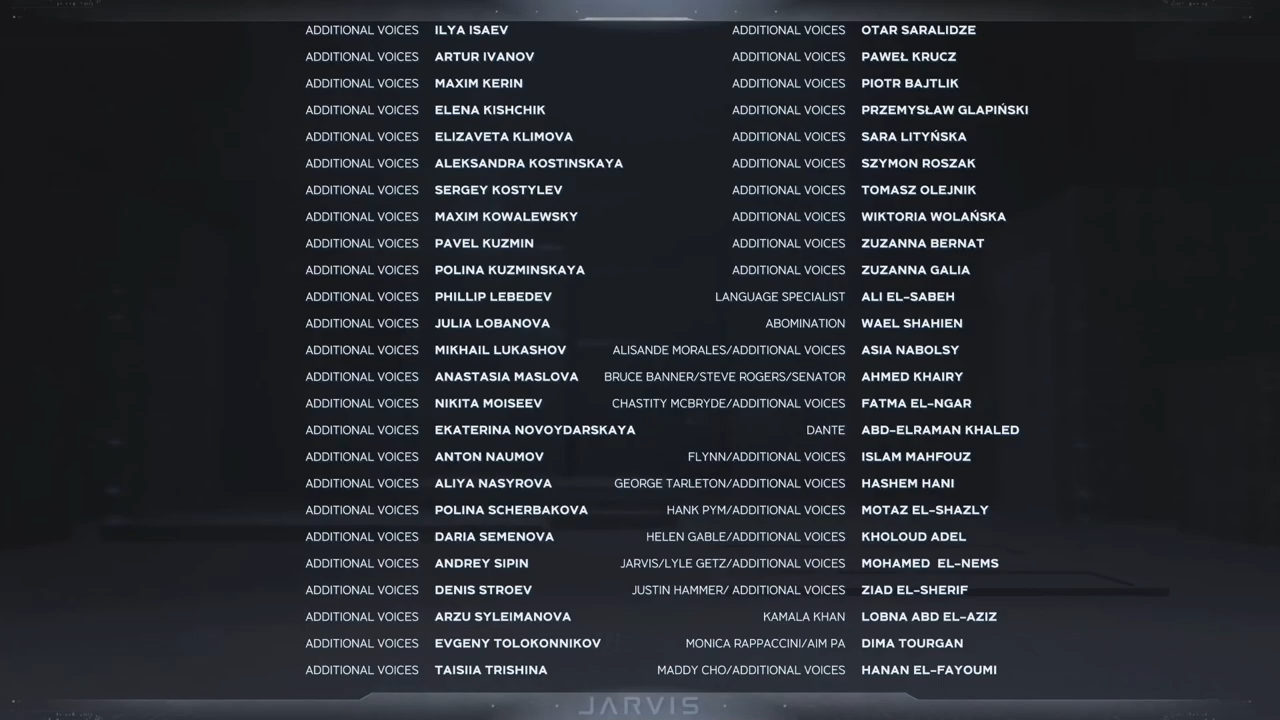 ADDITIONAL VOICES ILYA ISAEV
ADDITIONAL VOICES ARTUR IVANOV
ADDITIONAL VOICES MAXIM KERIN
ADDITIONAL VOICES ELENA KISHCHIK
ADDITIONAL VOICES ELIZAVETA KLIMOVA
ADDITIONAL VOICES ALEKSANDRA KOSTINSKAYA
ADDITIONAL VOICES SERGEY KOSTYLEV
ADDITIONAL VOICES MAXIM KOWALEWSKY
ADDITIONAL VOICES PAVEL KUZMIN
ADDITIONAL VOICES POLINA KUZMINSKAYA
ADDITIONAL VOICES PHILLIP LEBEDEV
ADDITIONAL VOICES JULIA LOBANOVA
ADDITIONAL VOICES MIKHAIL LUKASHOV
ADDITIONAL VOICES ANASTASIA MASLOVA
ADDITIONAL VOICES NIKITA MOISEEV
ADDITIONAL VOICES EKATERINA NOVOYDARSKAYA
ADDITIONAL VOICES ANTON NAUMOV
ADDITIONAL VOICES ALIYA NASYROVA
ADDITIONAL VOICES POLINA SCHERBAKOVA
ADDITIONAL VOICES DARIA SEMENOVA
ADDITIONAL VOICES ANDREY SIPIN
ADDITIONAL VOICES DENIS STROEV
ADDITIONAL VOICES ARZU SYLEIMANOVA
ADDITIONAL VOICES EVGENY TOLOKONNIKOV
ADDITIONAL VOICES TAISIIA TRISHINA
ADDITIONAL VOICES OTAR SARALIDZE
ADDITIONAL VOICES PAWEŁ KRUCZ
ADDITIONAL VOICES PIOTR BAJTLIK
ADDITIONAL VOICES PRZEMYSŁAW GLAPIŃSKI
ADDITIONAL VOICES SARA LITYŃSKA
ADDITIONAL VOICES SZYMON ROSZAK
ADDITIONAL VOICES TOMASZ OLEJNIK
ADDITIONAL VOICES WIKTORIA WOLAŃSKA
ADDITIONAL VOICES ZUZANNA BERNAT
ADDITIONAL VOICES ZUZANNA GALIA
LANGUAGE SPECIALIST ALI EL-SABEH
ABOMINATION WAEL SHAHIEN
ALISANDE MORALES/ADDITIONAL VOICES ASIA NABOLSY
BRUCE BANNER/STEVE ROGERS/SENATOR AHMED KHAIRY
CHASTITY MCBRYDE/ADDITIONAL VOICES FATMA EL-NGAR
DANTE ABD-ELRAMAN KHALED
FLYNN/ADDITIONAL VOICES ISLAM MAHFOUZ
GEORGE TARLETON/ADDITIONAL VOICES HASHEM HANI
HANK PYM/ADDITIONAL VOICES MOTAZ EL-SHAZLY
HELEN GABLE/ADDITIONAL VOICES KHOLOUD ADEL
JARVIS/LYLE GETZ/ADDITIONAL VOICES MOHAMED EL-NEMS
JUSTIN HAMMER/ ADDITIONAL VOICES ZIAD EL-SHERIF
KAMALA KHAN LOBNA ABD EL-AZIZ
MONICA RAPPACCINI/AIM PA DIMA TOURGAN
MADDY CHO/ADDITIONAL VOICES HANAN EL-FAYOUMI
JARVIS